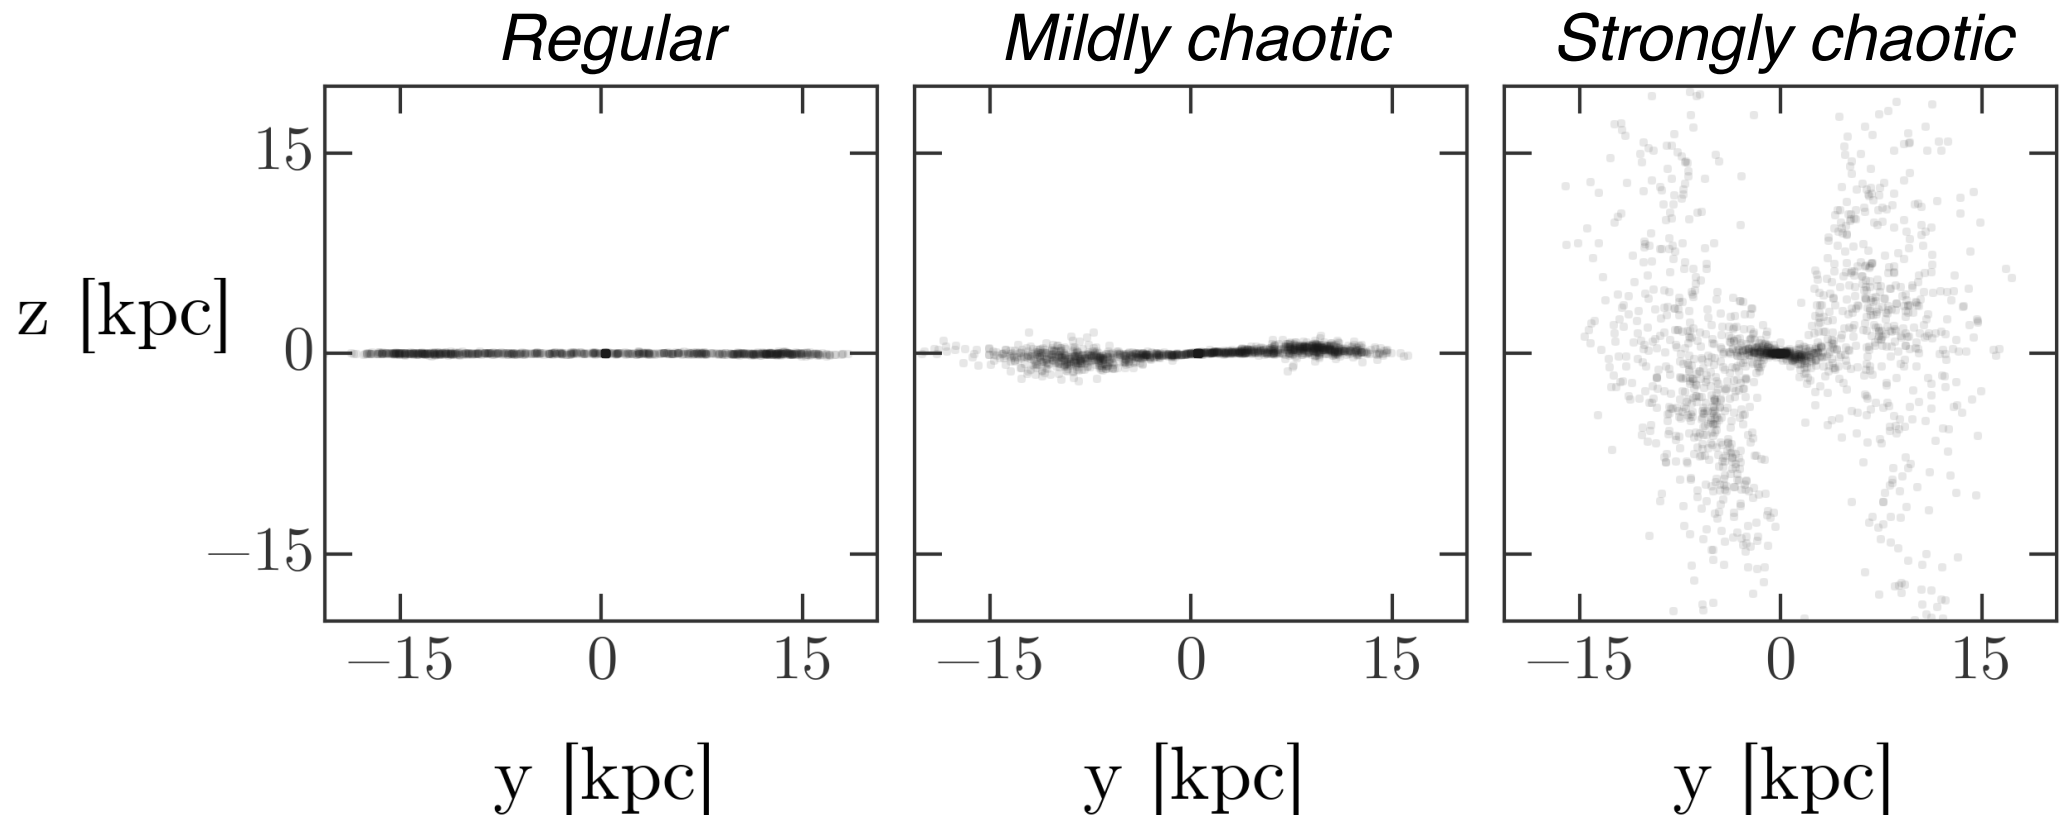 Regular Mildly chaotic Strongly chaotic
15
z [kpc]
0
−15
−15 0 15 −15 0 15 −15 0 15
y [kpc] y [kpc] y [kpc]